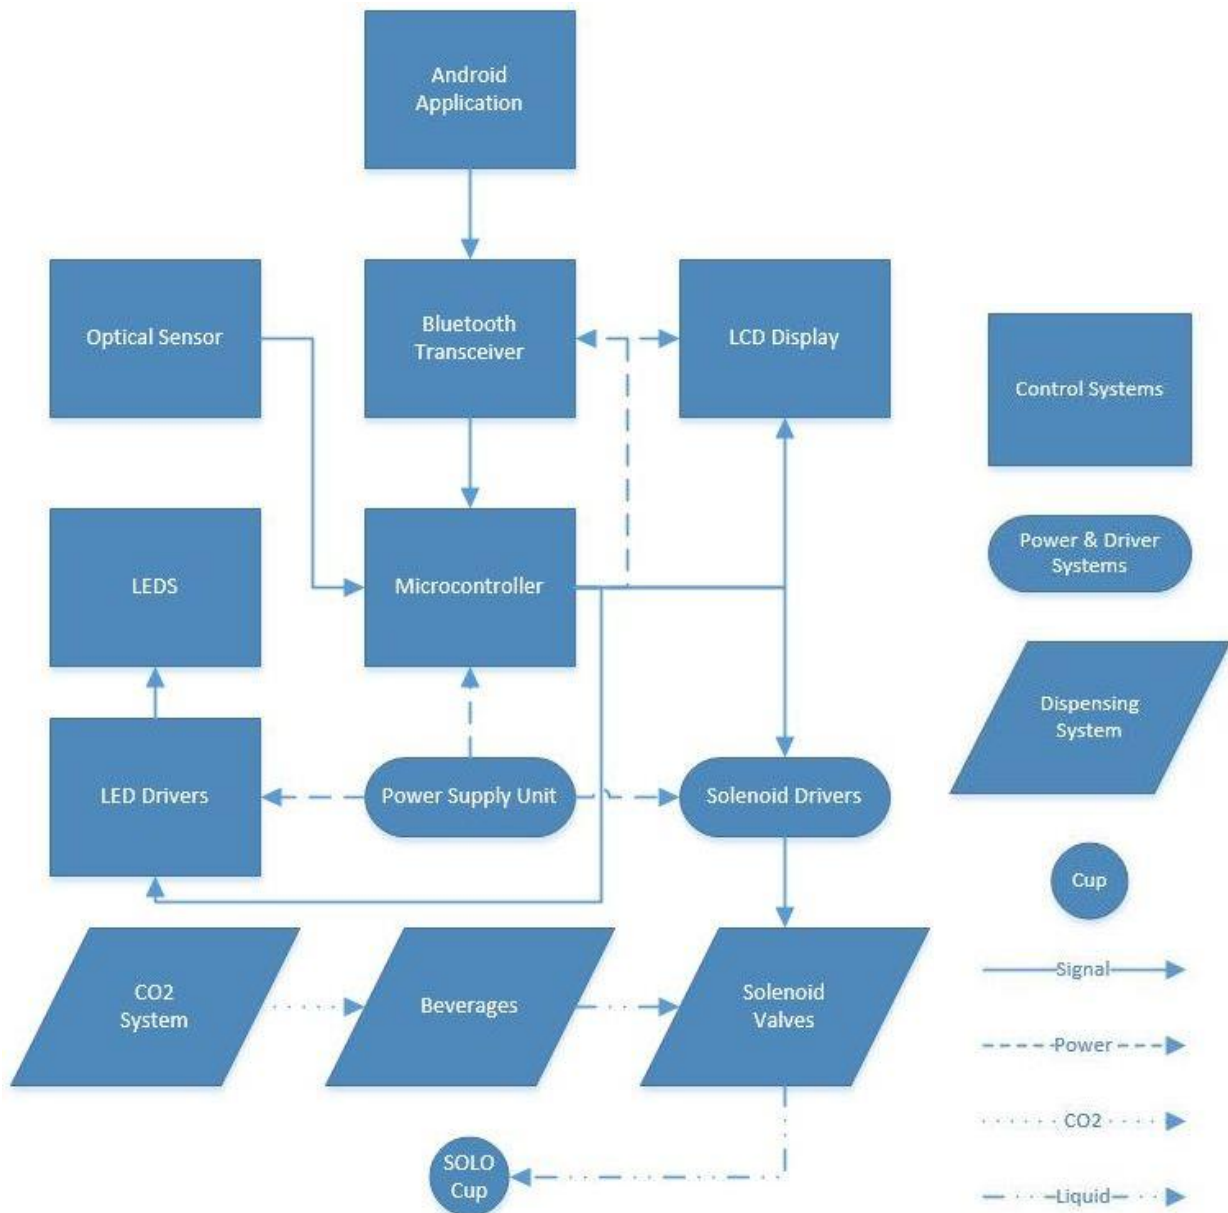 Android
Application
Optical Sensor
Bluetooth
Transceiver
LCD Display
Control Systems
LEDS
Microcontroller
Power & Driver
Systems
Dispensing
System
LED Drivers
Power Supply Unit
Solenoid Drivers
Cup
Signal
CO2
System
Beverages
Solenoid
Valves
Power
CO2
SOLO
Cup
Liquid